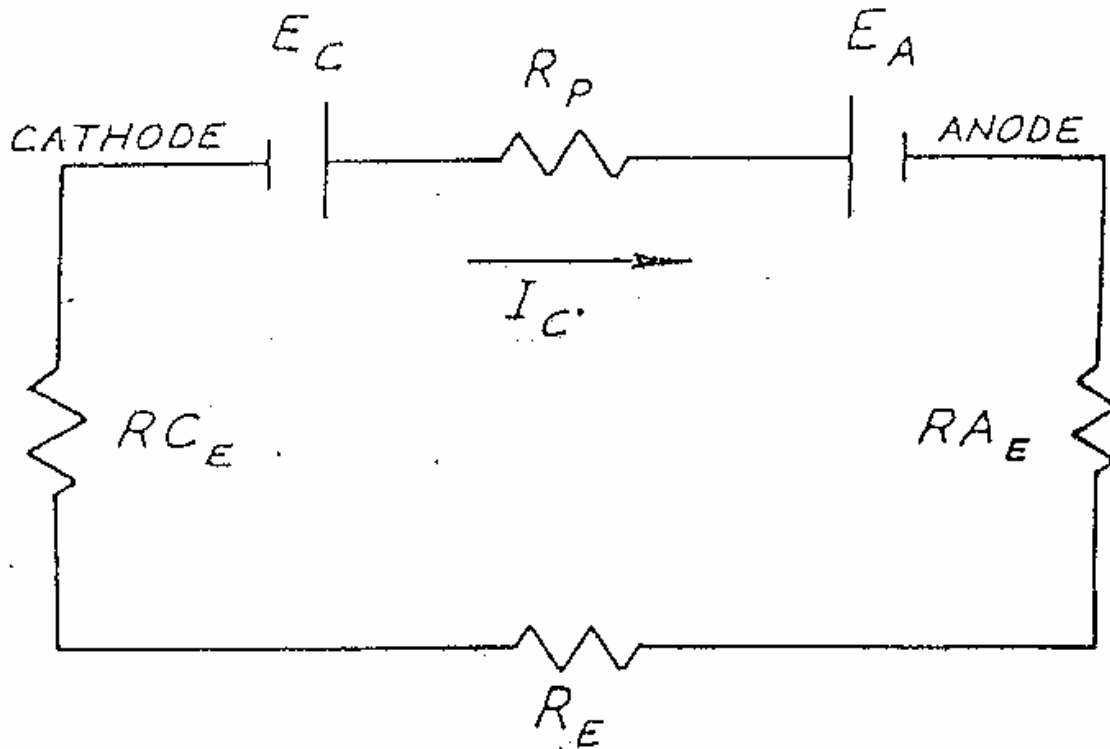 E_C
E_A
R_P
CATHODE
ANODE
I_C.
RC_E
RA_E
R_E